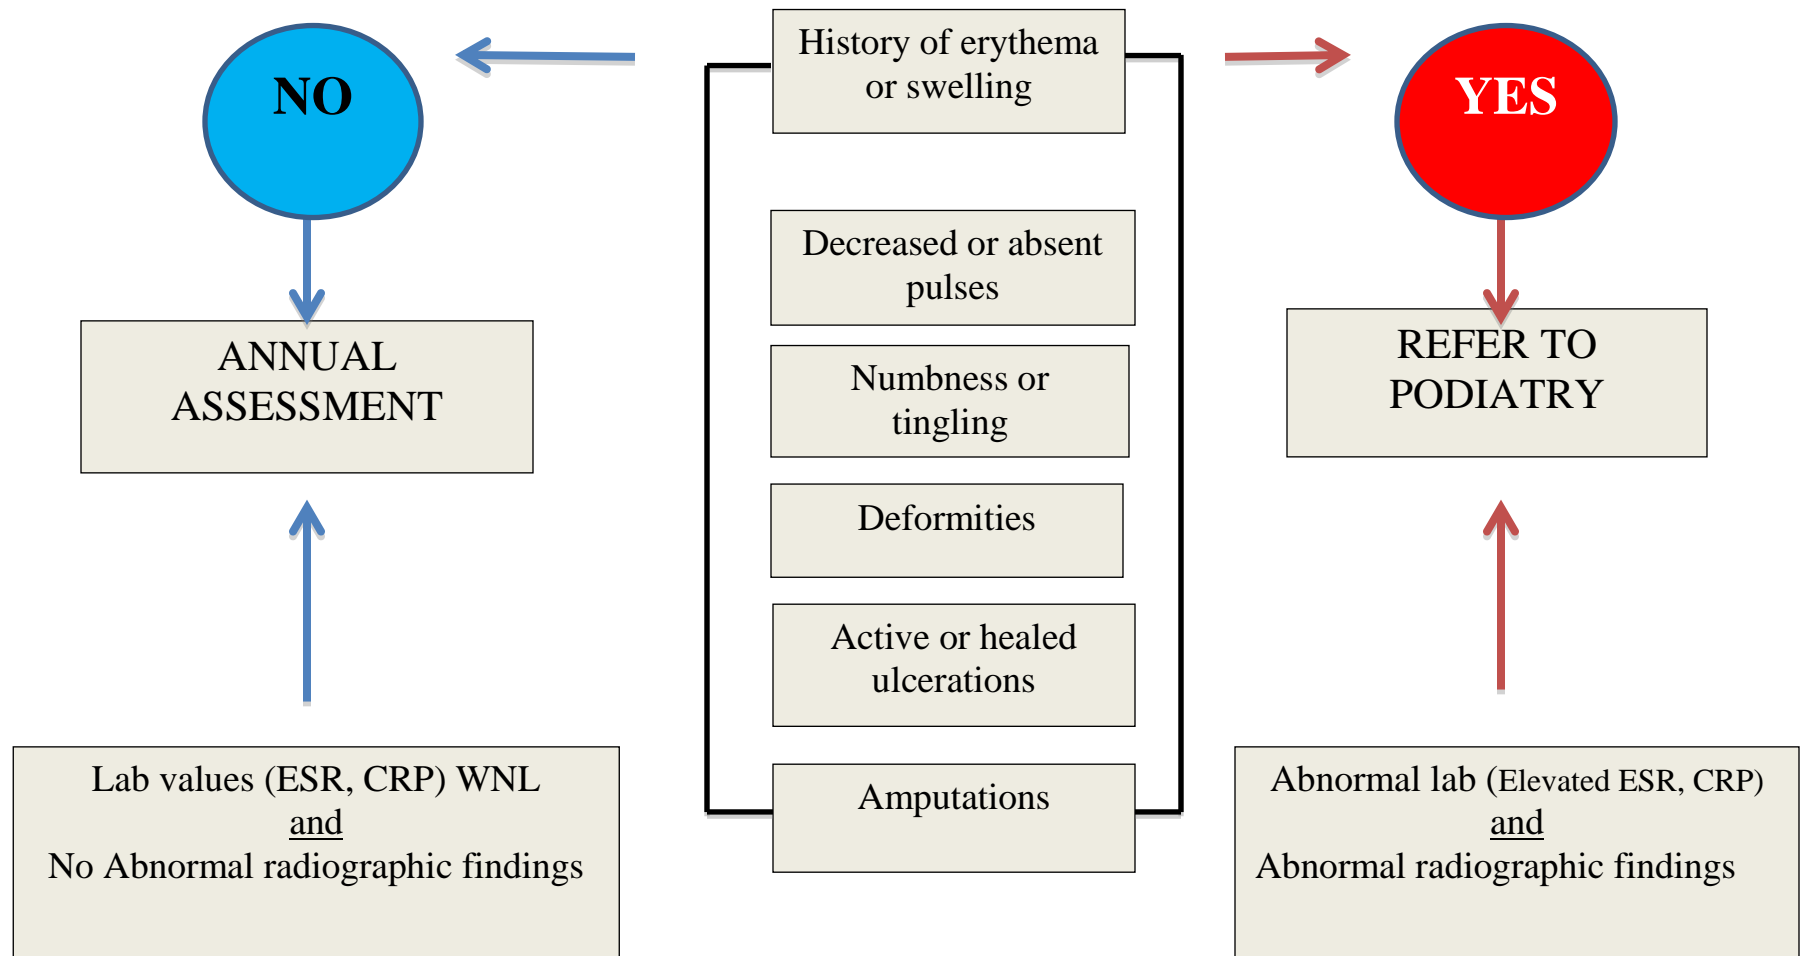 NO
History of erythema
or swelling
YES
Decreased or absent
pulses
Numbness or
tingling
Deformities
Active or healed
ulcerations
Amputations
ANNUAL
ASSESSMENT
REFER TO
PODIATRY
Lab values (ESR, CRP) WNL
and
No Abnormal radiographic findings
Abnormal lab (Elevated ESR, CRP)
and
Abnormal radiographic findings